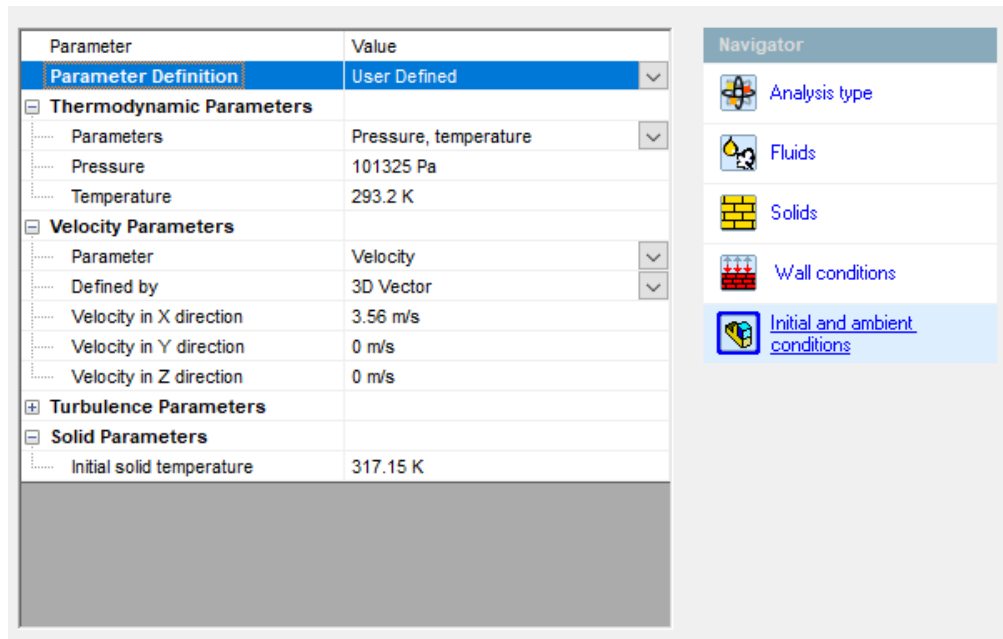 Parameter Value
Parameter Definition User Defined
Thermodynamic Parameters
Parameters Pressure, temperature
Pressure 101325 Pa
Temperature 293.2 K
Velocity Parameters
Parameter Velocity
Defined by 3D Vector
Velocity in X direction 3.56 m/s
Velocity in Y direction 0 m/s
Velocity in Z direction 0 m/s
Turbulence Parameters
Solid Parameters
Initial solid temperature 317.15 K
Navigator
Analysis type
Fluids
Solids
Wall conditions
Initial and ambient
conditions